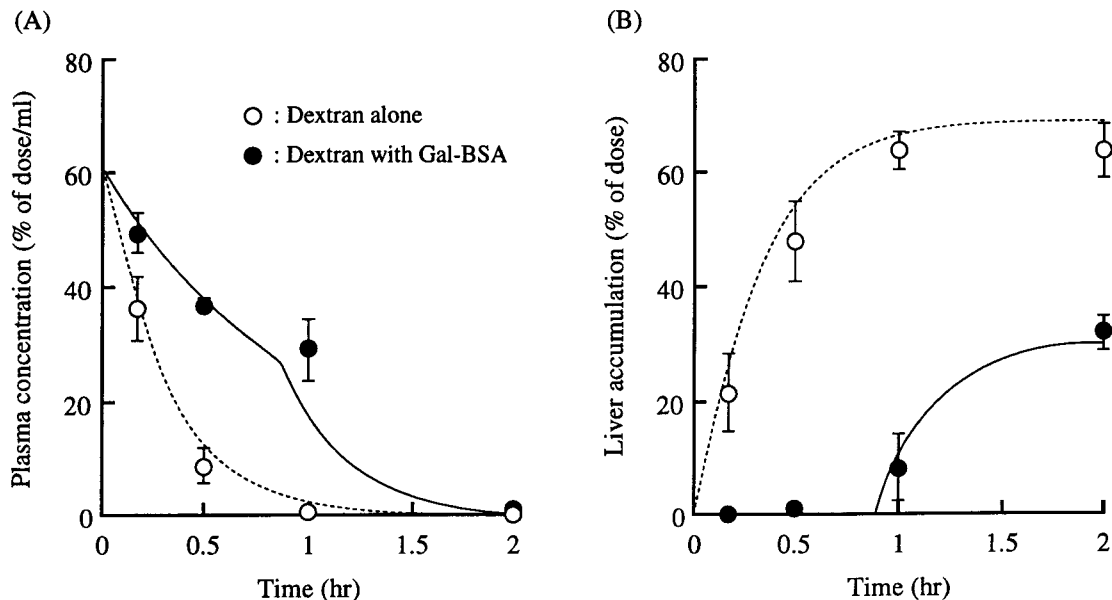 (A)
80
60
40
20
0
Plasma concentration (% of dose/ml)
○ : Dextran alone
● : Dextran with Gal-BSA
0 0.5 1 1.5 2
Time (hr)
(B)
80
60
40
20
0
Liver accumulation (% of dose)
0 0.5 1 1.5 2
Time (hr)